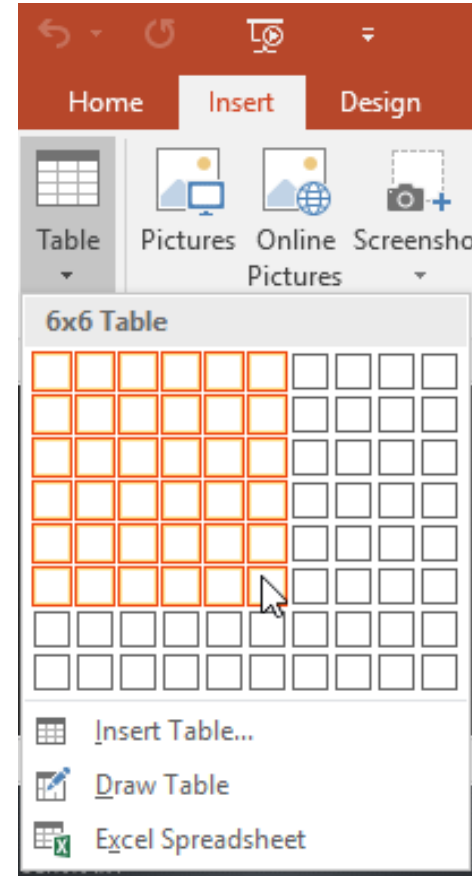 Home Insert Design
Table Pictures Online Screensho
Pictures
6x6 Table
Insert Table...
Draw Table
Excel Spreadsheet